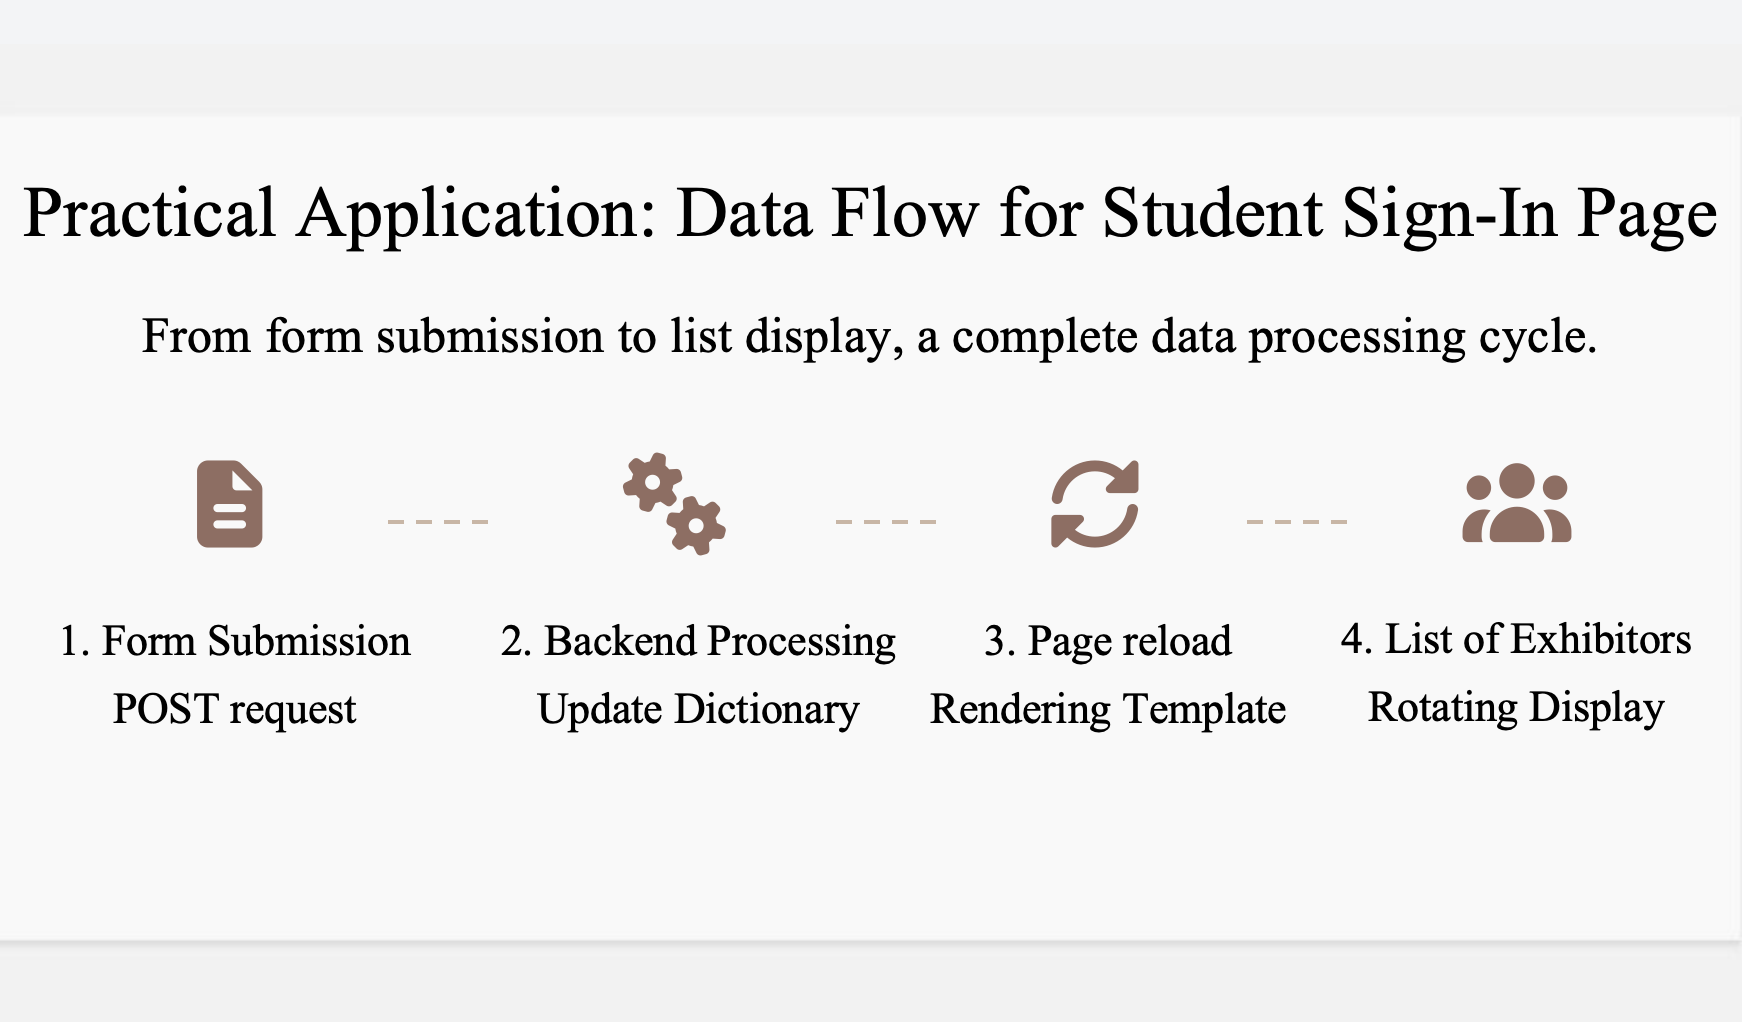 Practical Application: Data Flow for Student Sign-In Page
From form submission to list display, a complete data processing cycle.
1. Form Submission
POST request
2. Backend Processing
Update Dictionary
3. Page reload
Rendering Template
4. List of Exhibitors
Rotating Display